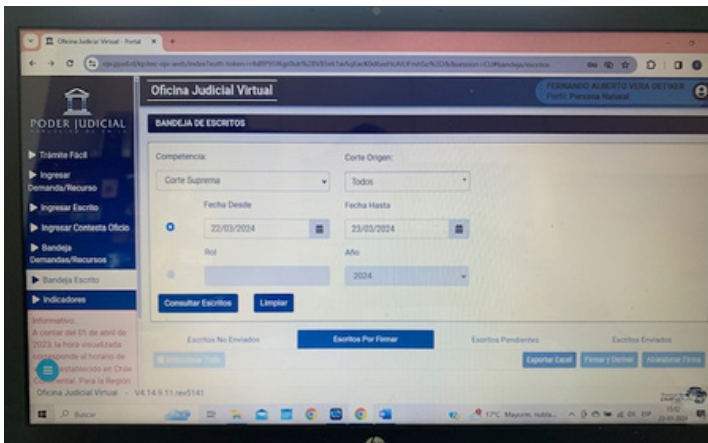 Oficina Judicial Virtual - Portal
Oficina Judicial Virtual
FERNANDO ALBERTO VERA OETIKER
Perfil: Persona Natural
PODER JUDICIAL
BANDEJA DE ESCRITOS
Trámite Fácil
Ingresar
Demanda/Recurso
Ingresar Escrito
Ingresar Contesta Oficio
Bandeja
Demandas/Recursos
Bandeja Escrito
Indicadores
Competencia:
Corte Origen:
Corte Suprema
Todos
Fecha Desde
Fecha Hasta
22/03/2024
23/03/2024
Rol
Año
2024
Consultar Escritos
Limpiar
Informativo:
A contar del 01 de abril de
2023, la hora visualizada
corresponde al horario de
establecido en Chile
Continental. Para la Región
Escritos No Enviados
Escritos Por Firmar
Escritos Pendientes
Escritos Enviados
Exportar Excel
Firmar y Derivar
Abandonar Firma
Oficina Judicial Virtual - V4.14.9.11.rev5141
Buscar
17°C Mayorm. nubla...
ESP
15:52